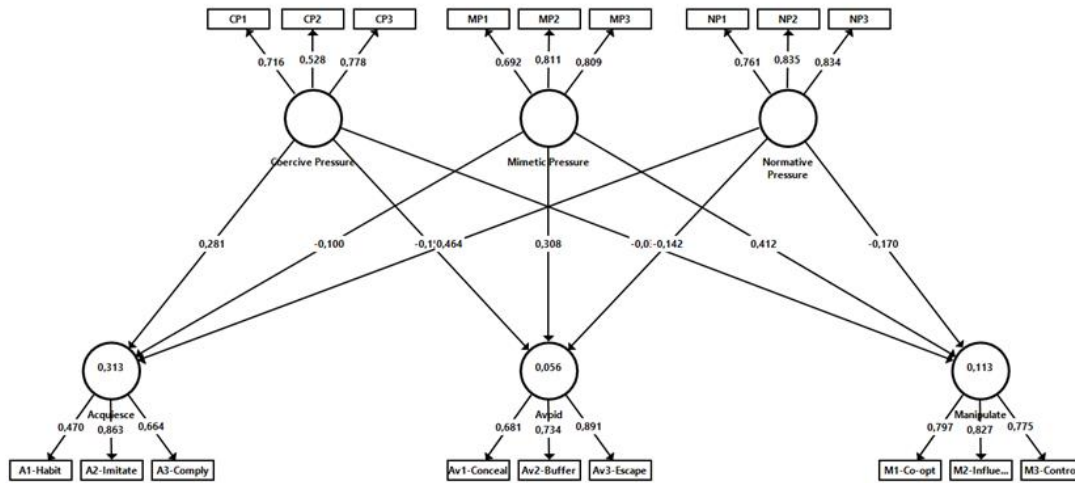 CP1 CP2 CP3 MP1 MP2 MP3 NP1 NP2 NP3
0,716 0,528 0,778 0,692 0,811 0,809 0,761 0,835 0,834
Coercive Pressure Mimetic Pressure Normative
Pressure
0,281 -0,100 0,464 0,308 -0,142 0,412 -0,170
0,313 0,056 0,113
Acquiesce Avoid Manipulate
0,470 0,863 0,664 0,681 0,734 0,891 0,797 0,827 0,775
A1-Habit A2-Imitate A3-Comply Av1-Conceal Av2-Buffer Av3-Escape M1-Co-opt M2-Influe... M3-Contro